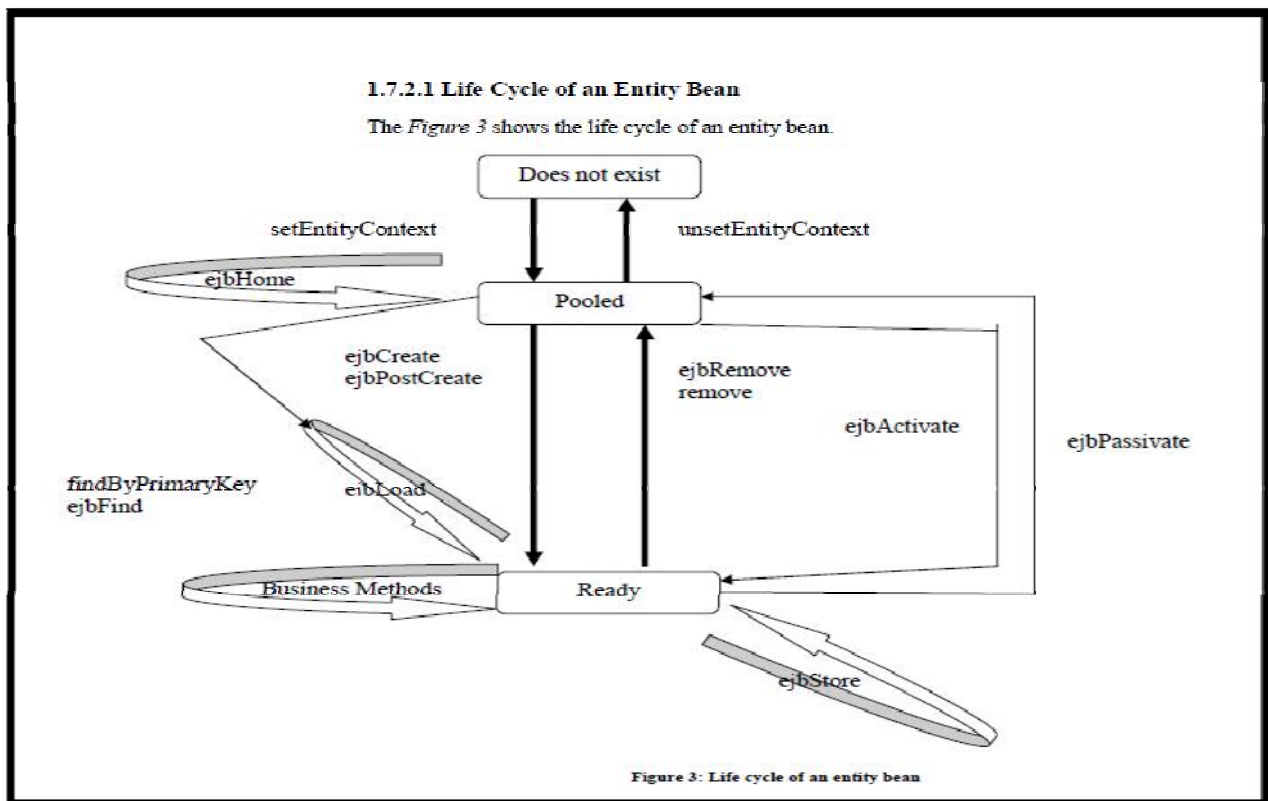 1.7.2.1 Life Cycle of an Entity Bean
The Figure 3 shows the life cycle of an entity bean.
Does not exist
setEntityContext
unsetEntityContext
ejbHome
Pooled
ejbCreate
ejbPostCreate
ejbRemove
remove
ejbActivate
ejbPassivate
findByPrimaryKey
ejbFind
ejbLoad
Business Methods
Ready
ejbStore
Figure 3: Life cycle of an entity bean